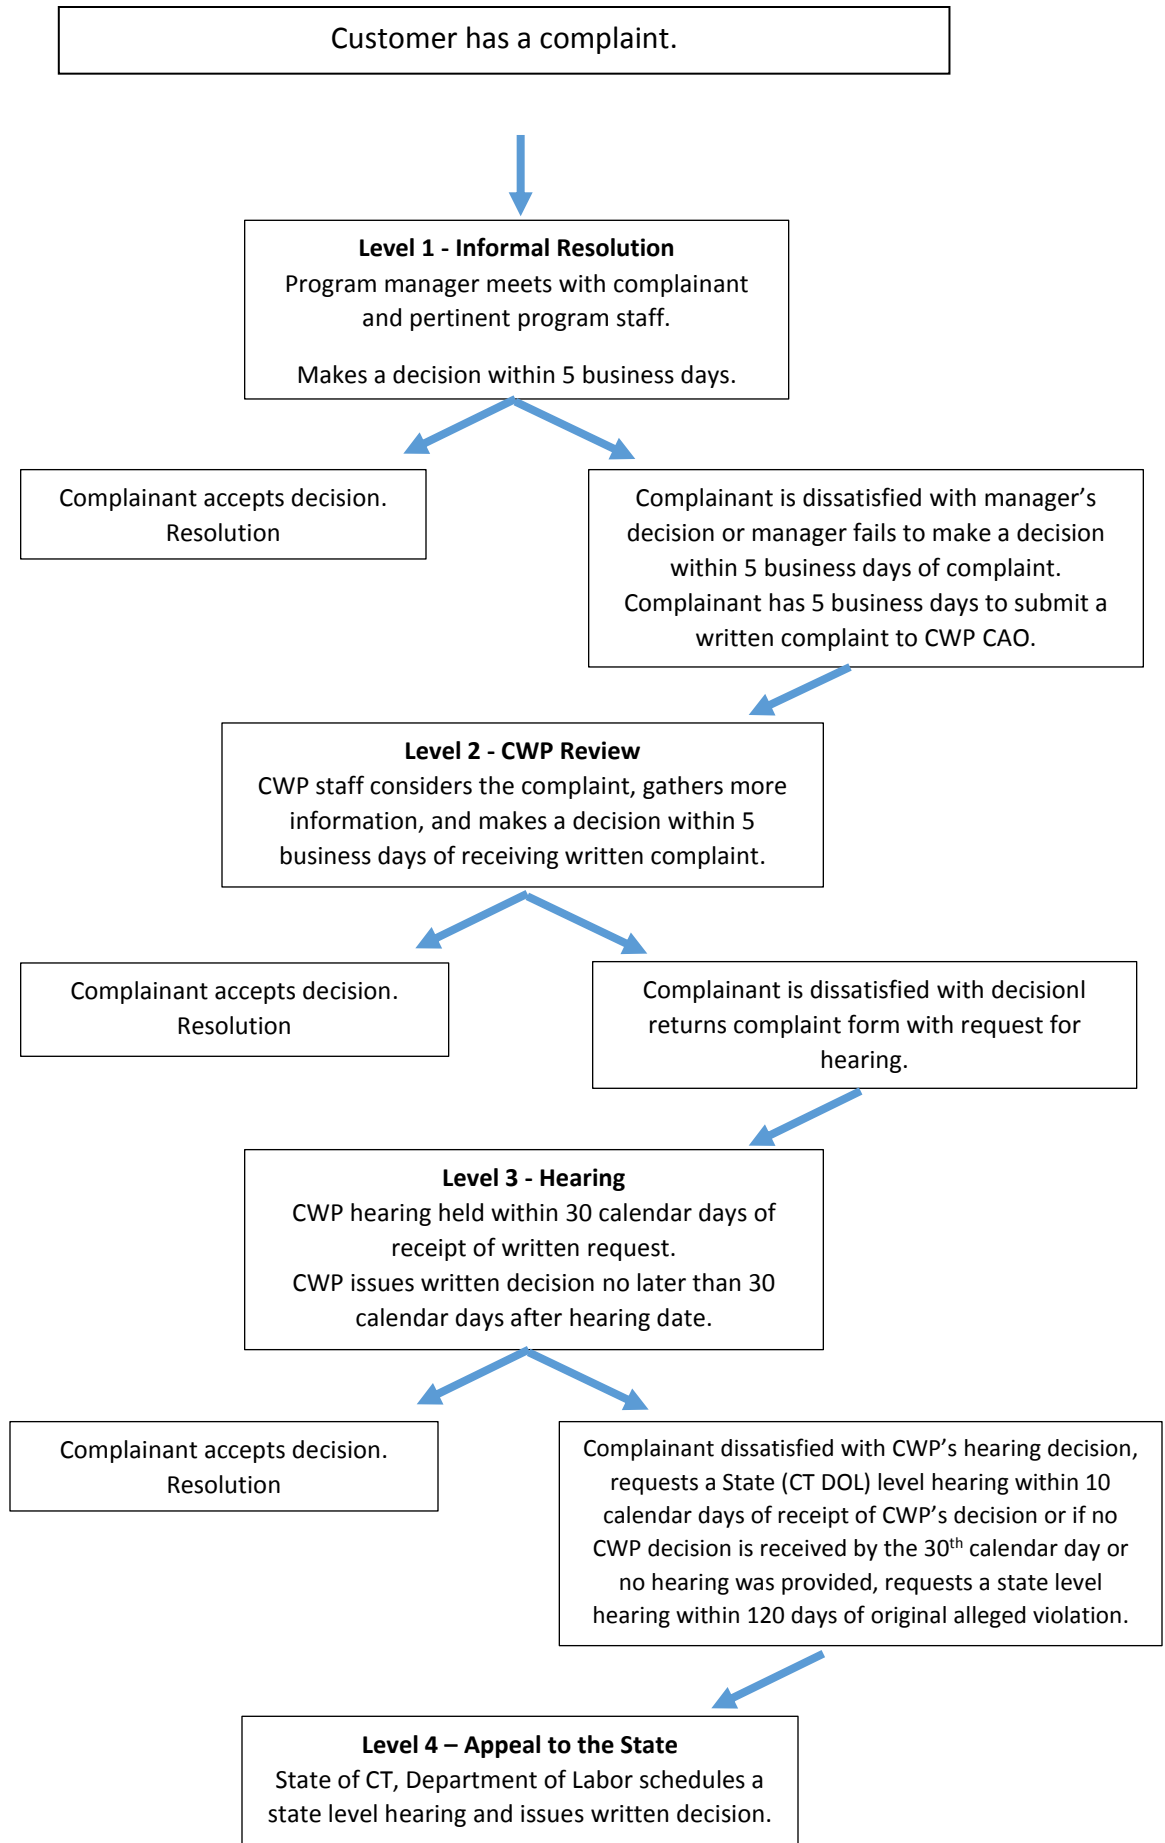 Customer has a complaint.
Level 1 - Informal Resolution
Program manager meets with complainant
and pertinent program staff.
Makes a decision within 5 business days.
Complainant accepts decision.
Resolution
Complainant is dissatisfied with manager’s
decision or manager fails to make a decision
within 5 business days of complaint.
Complainant has 5 business days to submit a
written complaint to CWP CAO.
Level 2 - CWP Review
CWP staff considers the complaint, gathers more
information, and makes a decision within 5
business days of receiving written complaint.
Complainant accepts decision.
Resolution
Complainant is dissatisfied with decisionl
returns complaint form with request for
hearing.
Level 3 - Hearing
CWP hearing held within 30 calendar days of
receipt of written request.
CWP issues written decision no later than 30
calendar days after hearing date.
Complainant accepts decision.
Resolution
Complainant dissatisfied with CWP’s hearing decision,
requests a State (CT DOL) level hearing within 10
calendar days of receipt of CWP’s decision or if no
CWP decision is received by the 30th calendar day or
no hearing was provided, requests a state level
hearing within 120 days of original alleged violation.
Level 4 – Appeal to the State
State of CT, Department of Labor schedules a
state level hearing and issues written decision.